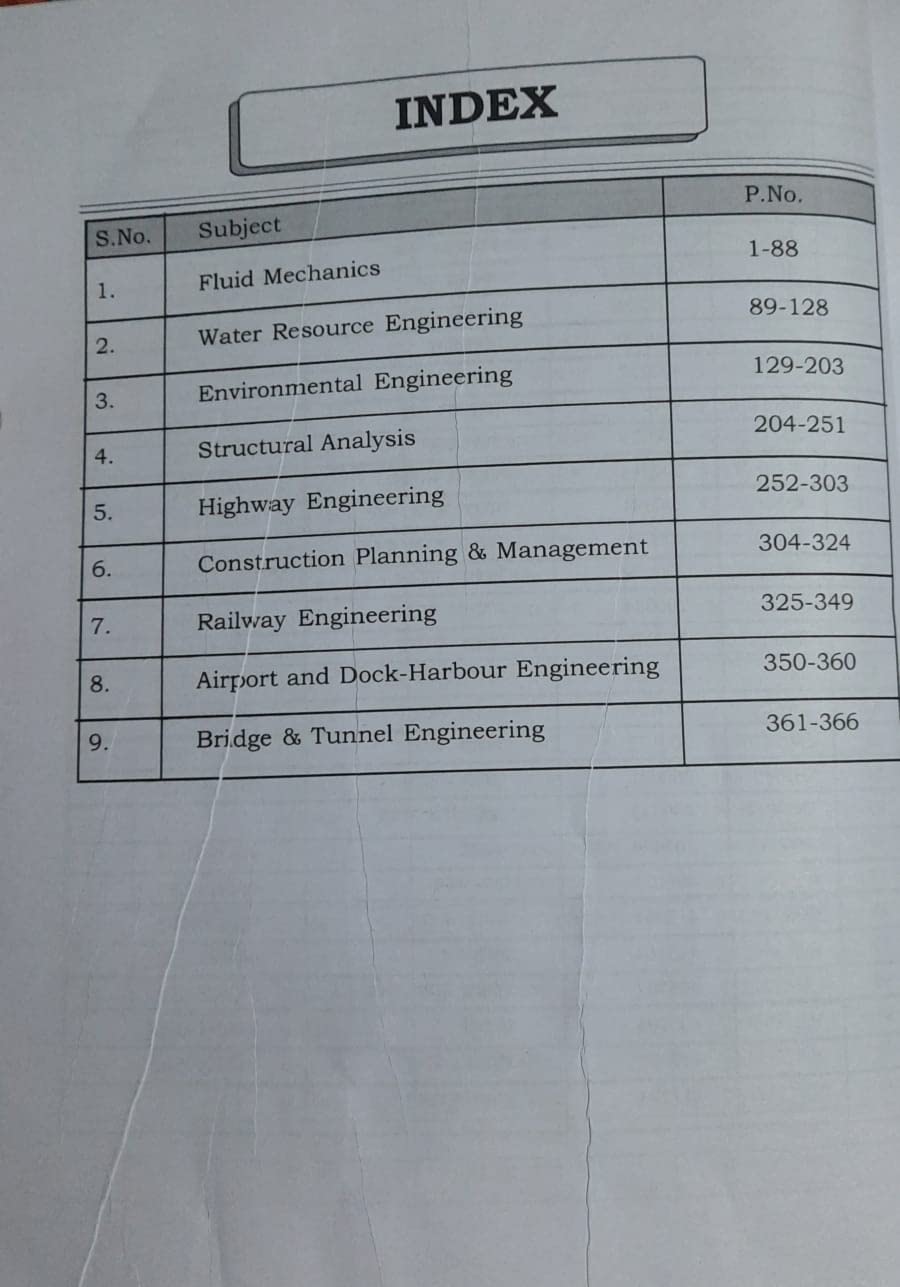 INDEX
S.No. Subject P.No.
1. Fluid Mechanics 1-88
2. Water Resource Engineering 89-128
3. Environmental Engineering 129-203
4. Structural Analysis 204-251
5. Highway Engineering 252-303
6. Construction Planning & Management 304-324
7. Railway Engineering 325-349
8. Airport and Dock-Harbour Engineering 350-360
9. Bridge & Tunnel Engineering 361-366